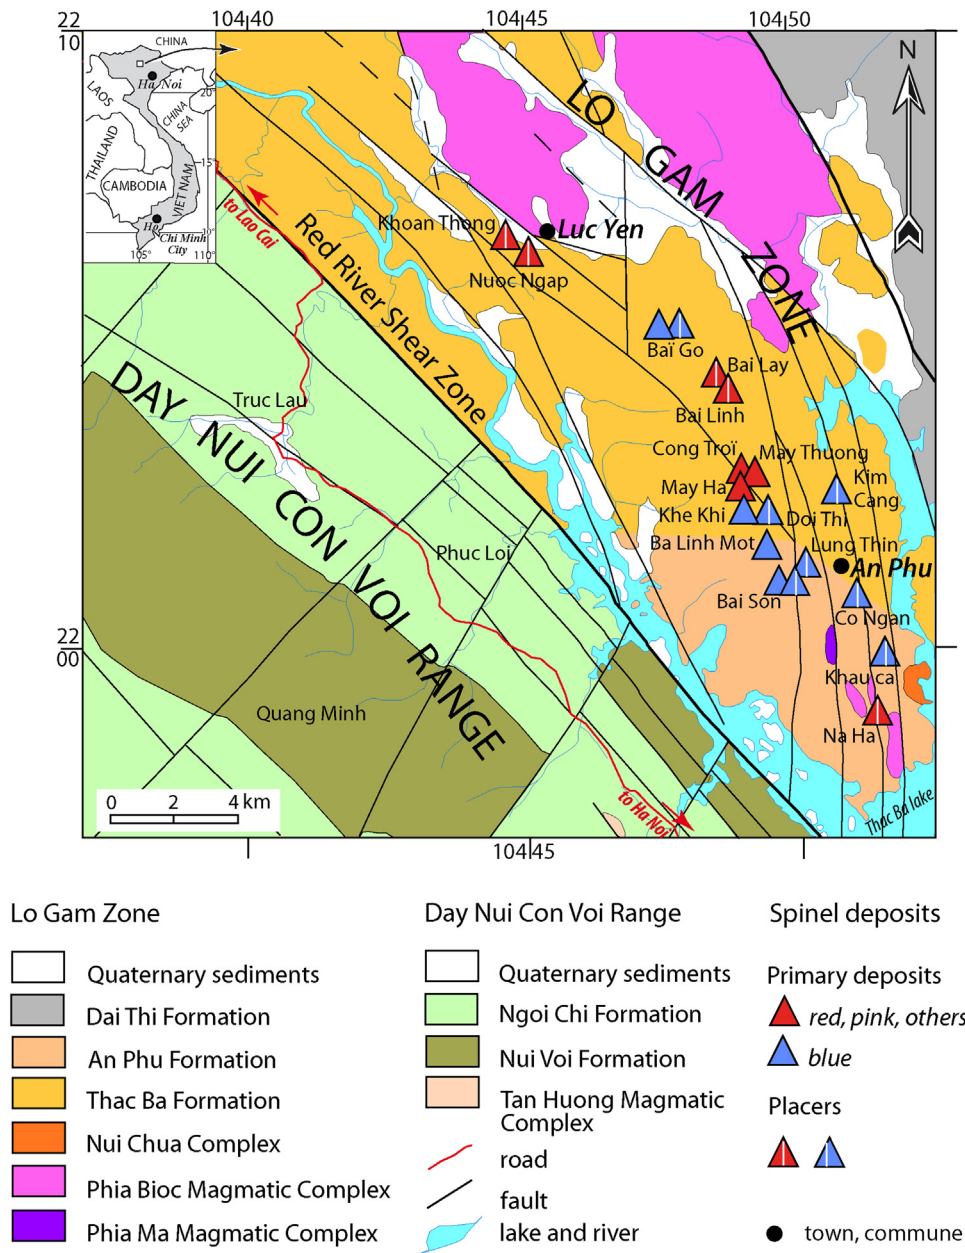 104 40
104 45
104 50
22
10
CHINA
Ha Noi
20°
LAOS
CHINA
SEA
THAILAND
15°
CAMBODIA
VIET NAM
10°
Ho
Chi Minh
City
105°
110°
N
LO
GAM
ZONE
to Lao Cai
Red River Shear Zone
Khoan Thong
Luc Yen
Nuoc Ngap
Baï Go
Bai Lay
Bai Linh
Truc Lau
DAY
NUI
CON
VOI
RANGE
Cong Troï
May Thuong
May Ha
Kim
Cang
Khe Khi
Doi Thi
Ba Linh Mot
Lung Thin
An Phu
Phuc Loi
Bai Son
Co Ngan
22
00
Khau ca
Quang Minh
Na Ha
0 2 4 km
to Ha Noi
Thac Ba lake
104 45
Lo Gam Zone
Quaternary sediments
Dai Thi Formation
An Phu Formation
Thac Ba Formation
Nui Chua Complex
Phia Bioc Magmatic Complex
Phia Ma Magmatic Complex
Day Nui Con Voi Range
Quaternary sediments
Ngoi Chi Formation
Nui Voi Formation
Tan Huong Magmatic
Complex
road
fault
lake and river
Spinel deposits
Primary deposits
red, pink, others
blue
Placers
town, commune